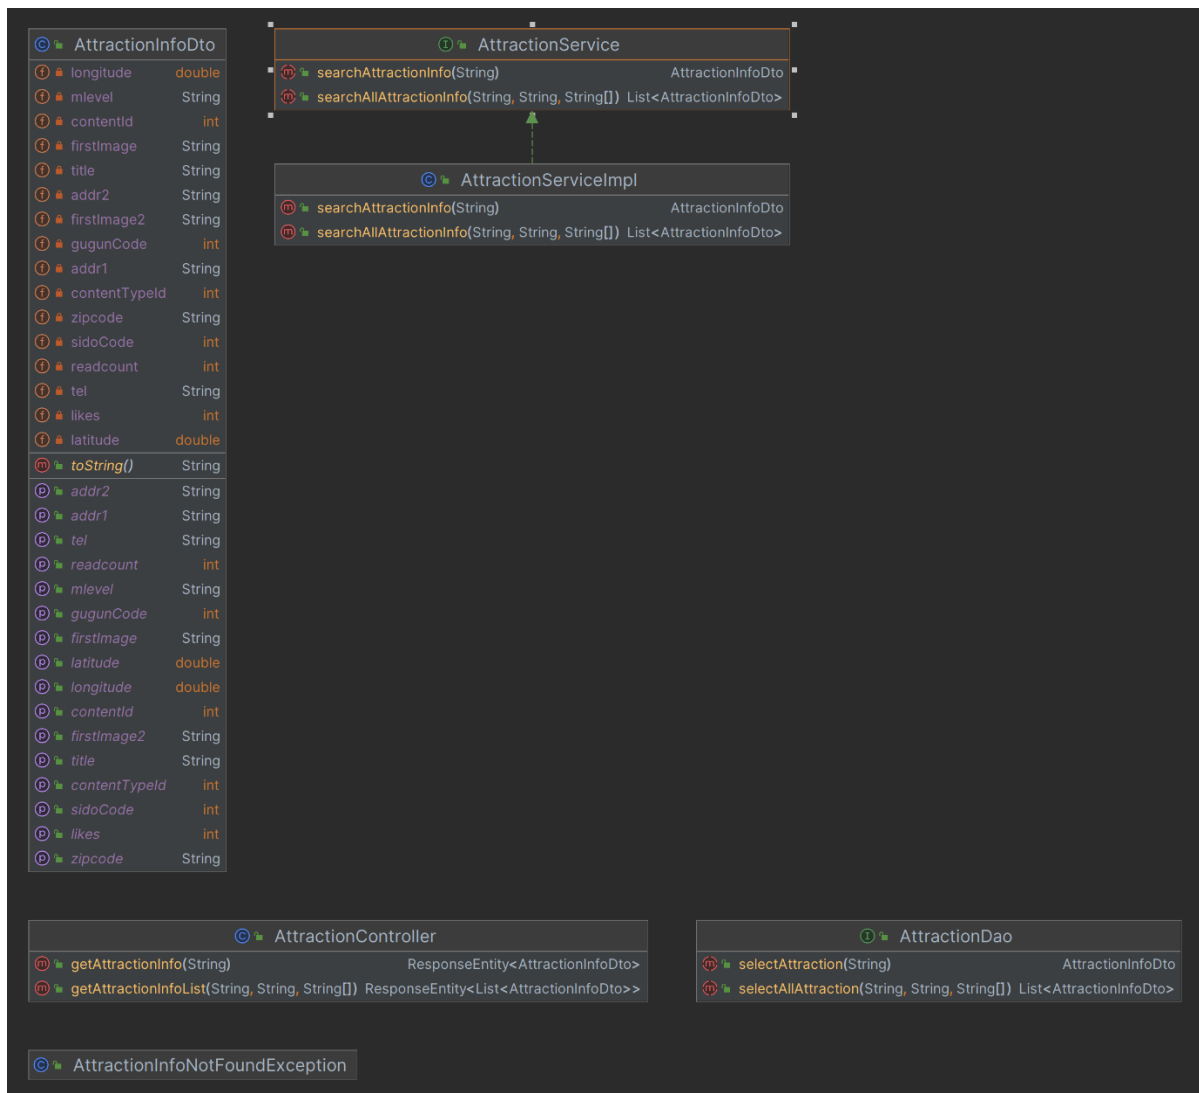 AttractionInfoDto
longitude double
mlevel String
contentId int
firstImage String
title String
addr2 String
firstImage2 String
gugunCode int
addr1 String
contentTypeId int
zipcode String
sidoCode int
readcount int
tel String
likes int
latitude double
toString() String
addr2 String
addr1 String
tel String
readcount int
mlevel String
gugunCode int
firstImage String
latitude double
longitude double
contentId int
firstImage2 String
title String
contentTypeId int
sidoCode int
likes int
zipcode String
AttractionService
searchAttractionInfo(String) AttractionInfoDto
searchAllAttractionInfo(String, String, String[]) List<AttractionInfoDto>
AttractionServiceImpl
searchAttractionInfo(String) AttractionInfoDto
searchAllAttractionInfo(String, String, String[]) List<AttractionInfoDto>
AttractionController
getAttractionInfo(String) ResponseEntity<AttractionInfoDto>
getAttractionInfoList(String, String, String[]) ResponseEntity<List<AttractionInfoDto>>
AttractionDao
selectAttraction(String) AttractionInfoDto
selectAllAttraction(String, String, String[]) List<AttractionInfoDto>
AttractionInfoNotFoundException